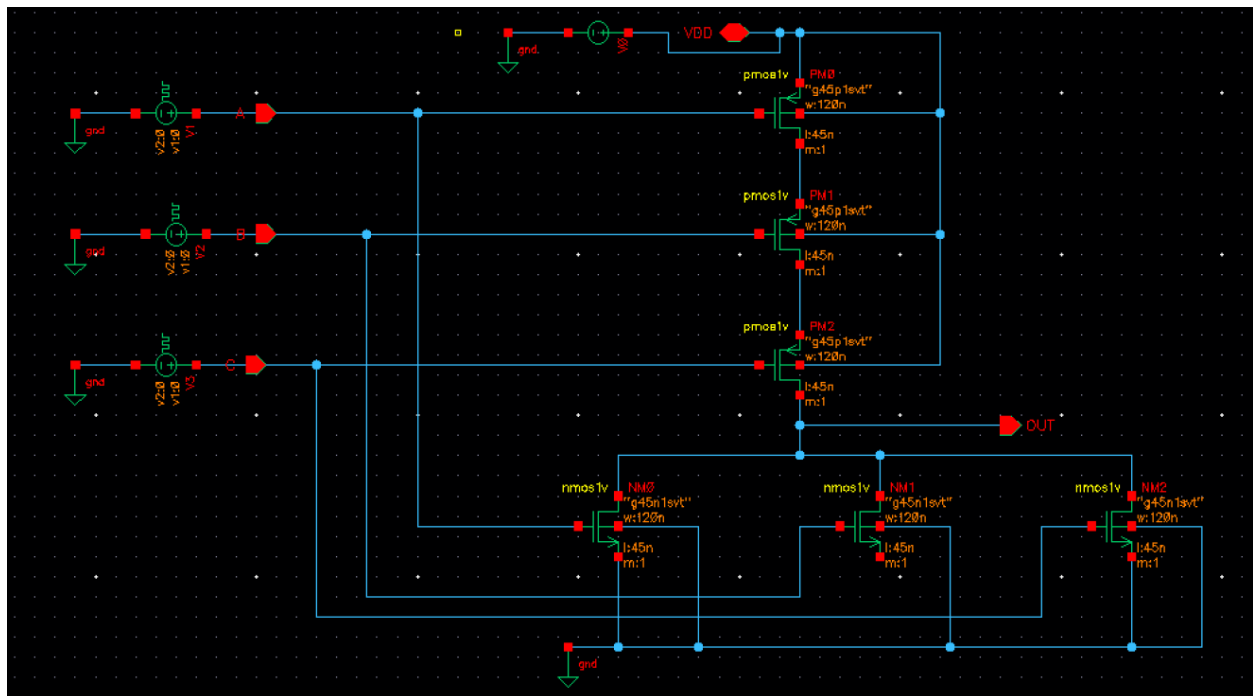 gnd
V0
VDD
pmos1v
PM0
"g45p1svt"
w:120n
l:45n
m:1
gnd
v2:0
v1:0
V1
A
pmos1v
PM1
"g45p1svt"
w:120n
l:45n
m:1
gnd
v2:0
v1:0
V2
B
pmos1v
PM2
"g45p1svt"
w:120n
l:45n
m:1
gnd
v2:0
v1:0
V3
C
OUT
nmos1v
NM0
"g45n1svt"
w:120n
l:45n
m:1
nmos1v
NM1
"g45n1svt"
w:120n
l:45n
m:1
nmos1v
NM2
"g45n1svt"
w:120n
l:45n
m:1
gnd